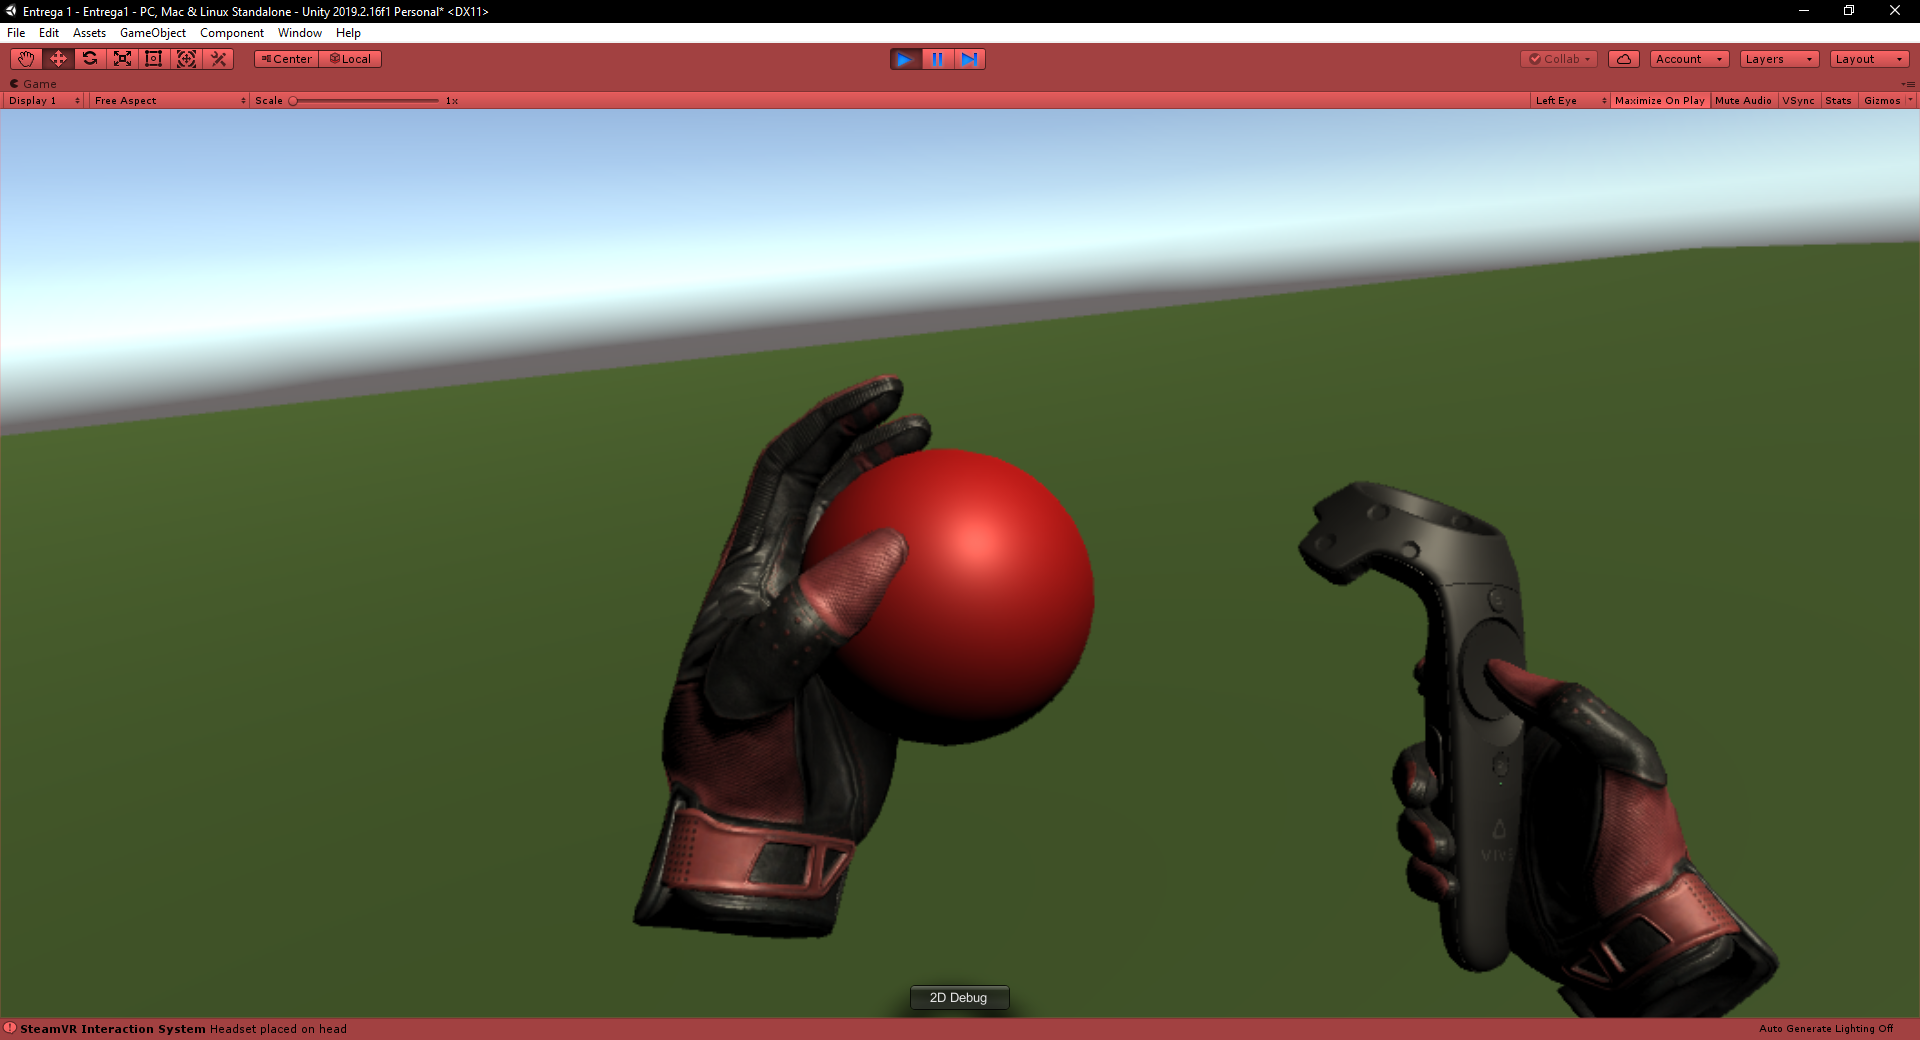 Entrega 1 - Entrega1 - PC, Mac & Linux Standalone - Unity 2019.2.16f1 Personal* <DX11>
File Edit Assets GameObject Component Window Help
Center Local Collab Account Layers Layout
Game
Display 1 Free Aspect Scale 1x Left Eye Maximize On Play Mute Audio VSync Stats Gizmos
VIVE
2D Debug
SteamVR Interaction System Headset placed on head Auto Generate Lighting Off